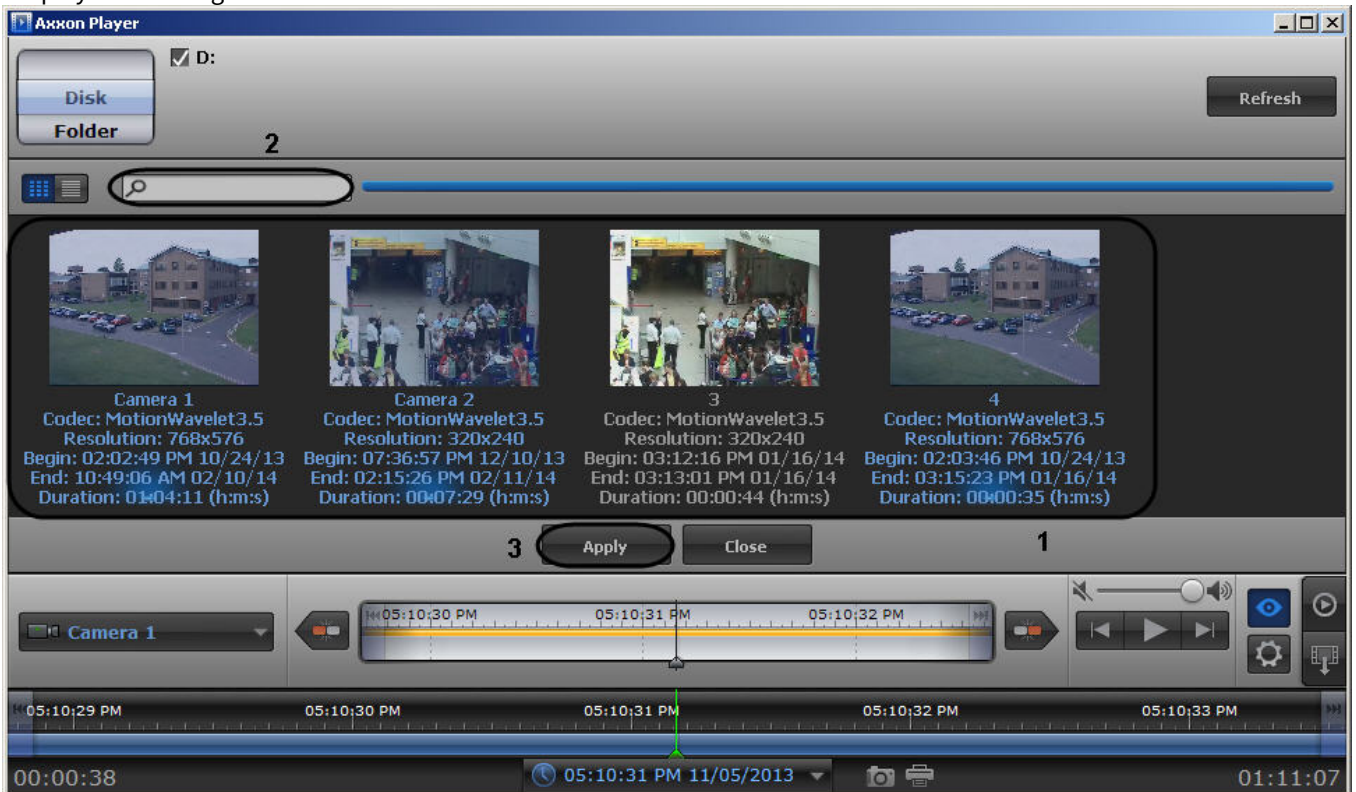 Axxon Player
D:
Disk
Folder
Refresh
2
Camera 1
Codec: MotionWavelet3.5
Resolution: 768x576
Begin: 02:02:49 PM 10/24/13
End: 10:49:06 AM 02/10/14
Duration: 01:04:11 (h:m:s)
Camera 2
Codec: MotionWavelet3.5
Resolution: 320x240
Begin: 07:36:57 PM 12/10/13
End: 02:15:26 PM 02/11/14
Duration: 00:07:29 (h:m:s)
3
Codec: MotionWavelet3.5
Resolution: 320x240
Begin: 03:12:16 PM 01/16/14
End: 03:13:01 PM 01/16/14
Duration: 00:00:44 (h:m:s)
4
Codec: MotionWavelet3.5
Resolution: 768x576
Begin: 02:03:46 PM 10/24/13
End: 03:15:23 PM 01/16/14
Duration: 00:00:35 (h:m:s)
3
Apply
Close
1
Camera 1
05:10:30 PM 05:10:31 PM 05:10:32 PM
05:10:29 PM 05:10:30 PM 05:10:31 PM 05:10:32 PM 05:10:33 PM
00:00:38
05:10:31 PM 11/05/2013
01:11:07